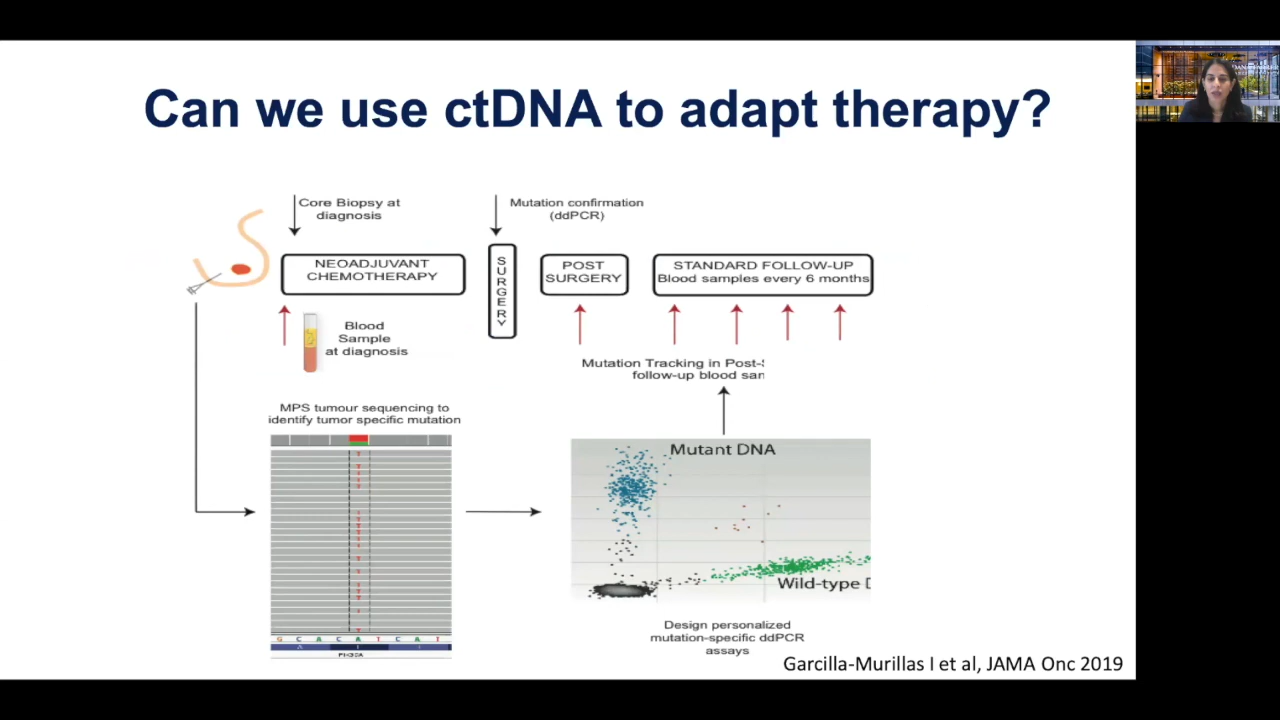 Can we use ctDNA to adapt therapy?
Core Biopsy at
diagnosis
Mutation confirmation
(ddPCR)
NEOADJUVANT
CHEMOTHERAPY
SURGERY
POST
SURGERY
STANDARD FOLLOW-UP
Blood samples every 6 months
Blood
Sample
at diagnosis
Mutation Tracking in Post-
follow-up blood
MPS tumour sequencing to
identify tumor specific mutation
Mutant DNA
Wild-type
G C A C A T C A T
Design personalized
mutation-specific ddPCR
assays
Garcilla-Murillas I et al, JAMA Onc 2019